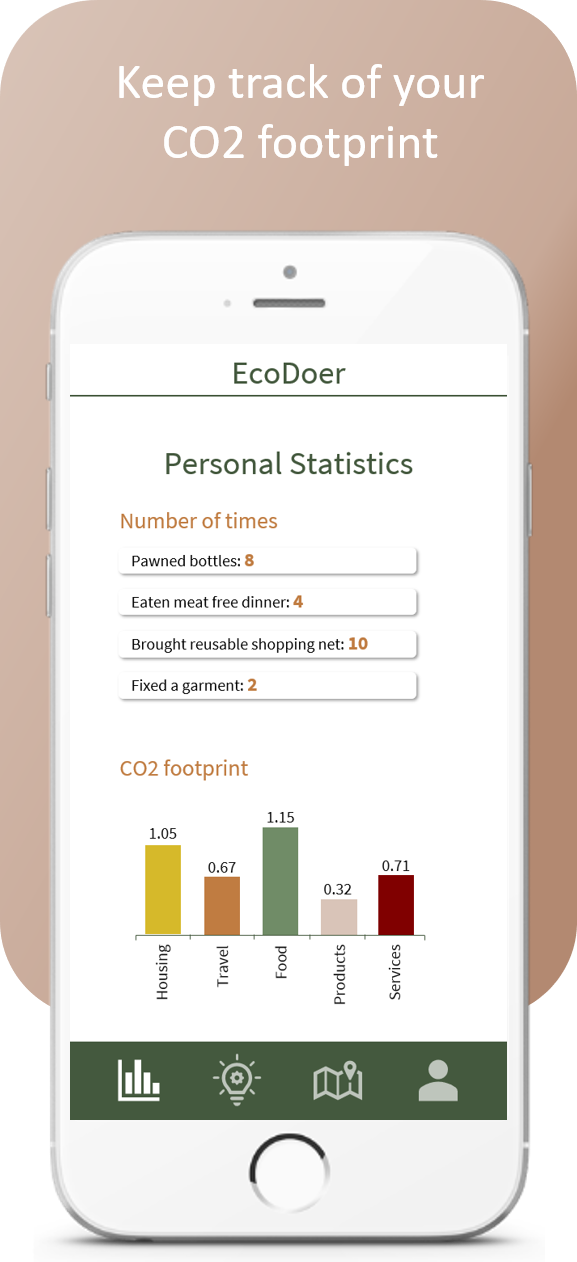 Keep track of your
CO2 footprint
EcoDoer
Personal Statistics
Number of times
Pawned bottles: 8
Eaten meat free dinner: 4
Brought reusable shopping net: 10
Fixed a garment: 2
CO2 footprint
1.05 0.67 1.15 0.32 0.71
Housing Travel Food Products Services